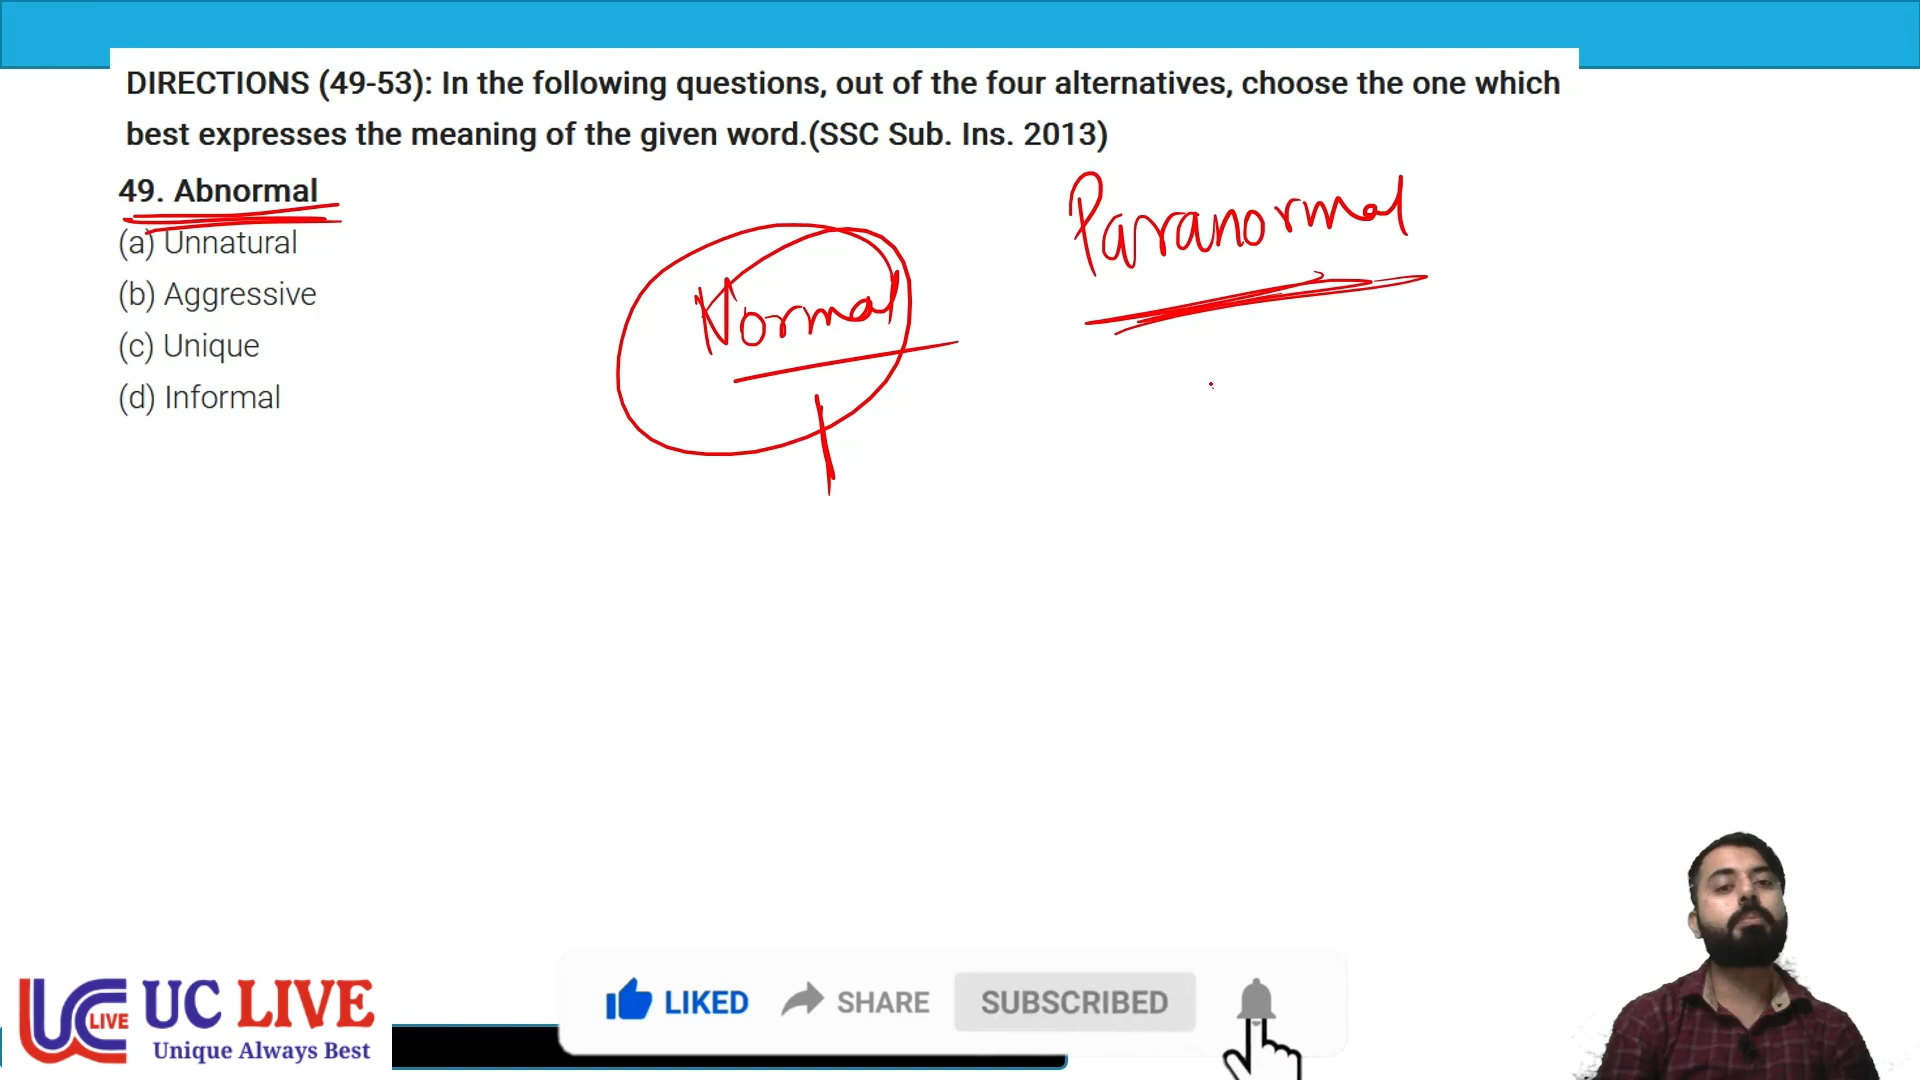 DIRECTIONS (49-53): In the following questions, out of the four alternatives, choose the one which
best expresses the meaning of the given word.(SSC Sub. Ins. 2013)
49. Abnormal
(a) Unnatural
(b) Aggressive
(c) Unique
(d) Informal
Normal
Paranormal
LIVE
UC LIVE
Unique Always Best
LIKED
SHARE
SUBSCRIBED